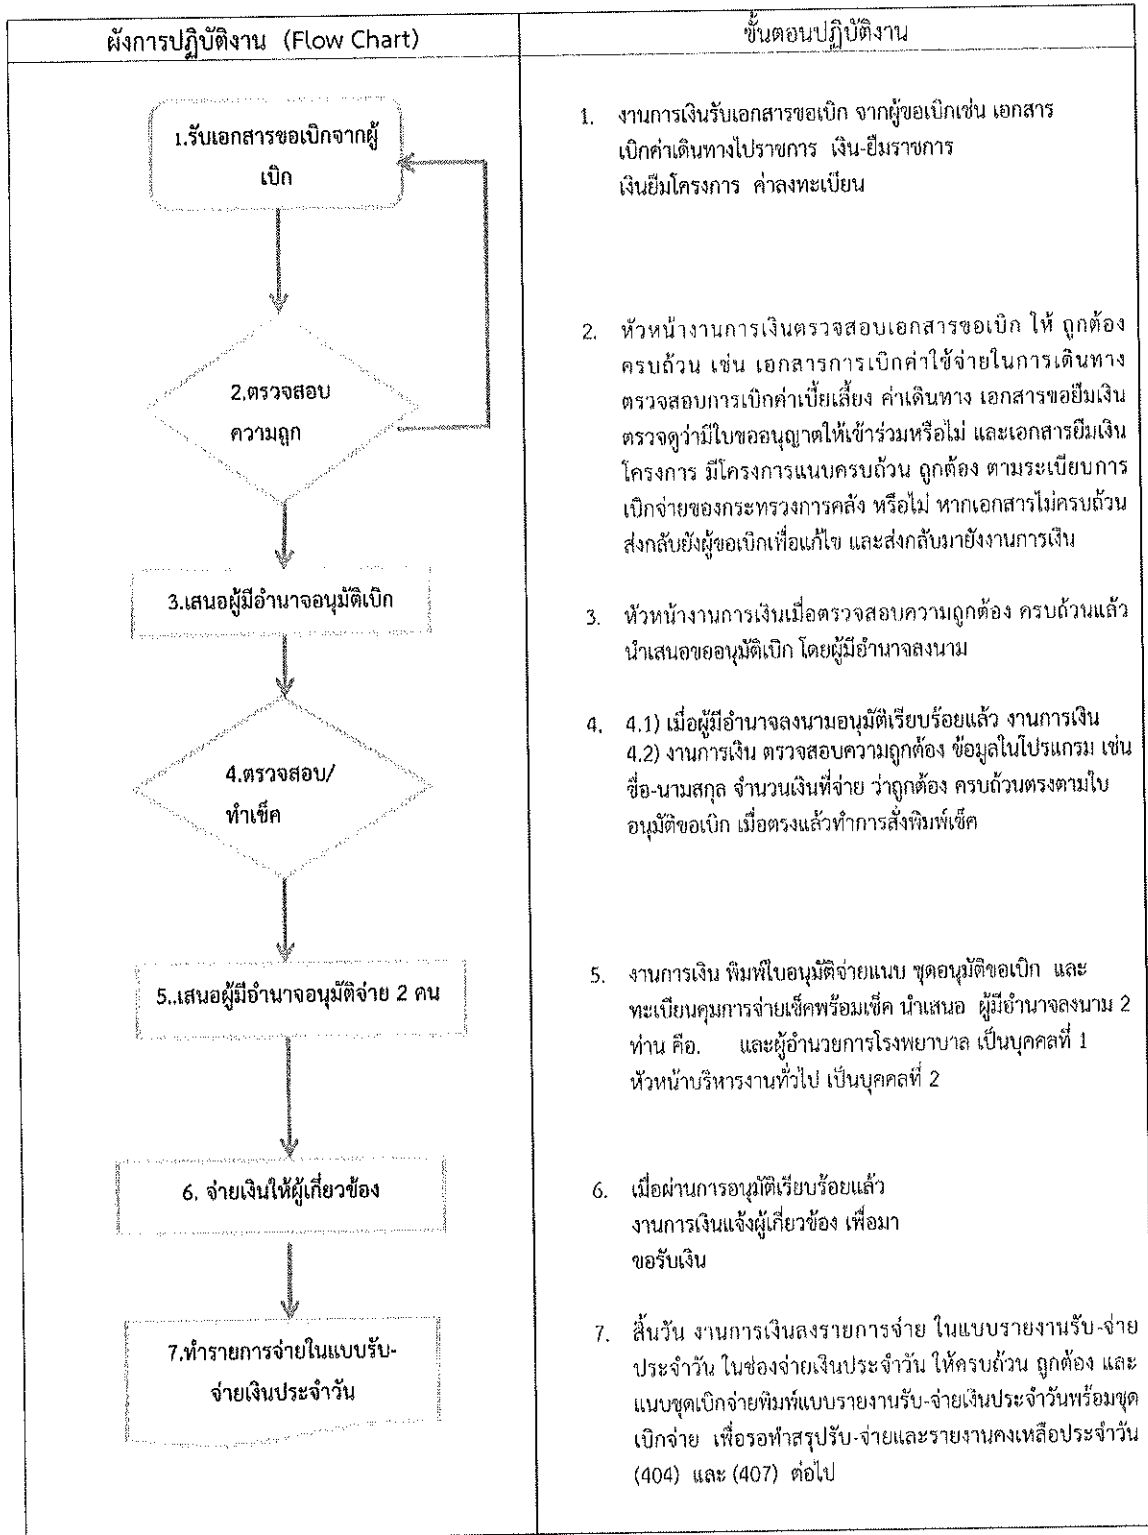 ผังการปฏิบัติงาน (Flow Chart)
ขั้นตอนปฏิบัติงาน
1.รับเอกสารขอเบิกจากผู้
เบิก
2.ตรวจสอบ
ความถูก
3.เสนอผู้มีอำนาจอนุมัติเบิก
4.ตรวจสอบ/
ทำเช็ค
5..เสนอผู้มีอำนาจอนุมัติจ่าย 2 คน
6. จ่ายเงินให้ผู้เกี่ยวข้อง
7.ทำรายการจ่ายในแบบรับ-
จ่ายเงินประจำวัน
1. งานการเงินรับเอกสารขอเบิก จากผู้ขอเบิกเช่น เอกสาร
เบิกค่าเดินทางไปราชการ เงิน-ยืมราชการ
เงินยืมโครงการ ค่าลงทะเบียน
2. หัวหน้างานการเงินตรวจสอบเอกสารขอเบิก ให้ ถูกต้อง
ครบถ้วน เช่น เอกสารการเบิกค่าใช้จ่ายในการเดินทาง
ตรวจสอบการเบิกค่าเบี้ยเลี้ยง ค่าเดินทาง เอกสารขอยืมเงิน
ตรวจดูว่ามีใบขออนุญาตให้เข้าร่วมหรือไม่ และเอกสารยืมเงิน
โครงการ มีโครงการแนบครบถ้วน ถูกต้อง ตามระเบียบการ
เบิกจ่ายของกระทรวงการคลัง หรือไม่ หากเอกสารไม่ครบถ้วน
ส่งกลับยังผู้ขอเบิกเพื่อแก้ไข และส่งกลับมายังงานการเงิน
3. หัวหน้างานการเงินเมื่อตรวจสอบความถูกต้อง ครบถ้วนแล้ว
นำเสนอขออนุมัติเบิก โดยผู้มีอำนาจลงนาม
4. 4.1) เมื่อผู้มีอำนาจลงนามอนุมัติเรียบร้อยแล้ว งานการเงิน
4.2) งานการเงิน ตรวจสอบความถูกต้อง ข้อมูลในโปรแกรม เช่น
ชื่อ-นามสกุล จำนวนเงินที่จ่าย ว่าถูกต้อง ครบถ้วนตรงตามใบ
อนุมัติขอเบิก เมื่อตรงแล้วทำการสั่งพิมพ์เช็ค
5. งานการเงิน พิมพ์ใบอนุมัติจ่ายแนบ ชุดอนุมัติขอเบิก และ
ทะเบียนคุมการจ่ายเช็คพร้อมเช็ค นำเสนอ ผู้มีอำนาจลงนาม 2
ท่าน คือ. และผู้อำนวยการโรงพยาบาล เป็นบุคคลที่ 1
หัวหน้าบริหารงานทั่วไป เป็นบุคคลที่ 2
6. เมื่อผ่านการอนุมัติเรียบร้อยแล้ว
งานการเงินแจ้งผู้เกี่ยวข้อง เพื่อมา
ขอรับเงิน
7. สิ้นวัน งานการเงินลงรายการจ่าย ในแบบรายงานรับ-จ่าย
ประจำวัน ในช่องจ่ายเงินประจำวัน ให้ครบถ้วน ถูกต้อง และ
แนบชุดเบิกจ่ายพิมพ์แบบรายงานรับ-จ่ายเงินประจำวันพร้อมชุด
เบิกจ่าย เพื่อรอทำสรุปรับ-จ่ายและรายงานคงเหลือประจำวัน
(404) และ (407) ต่อไป